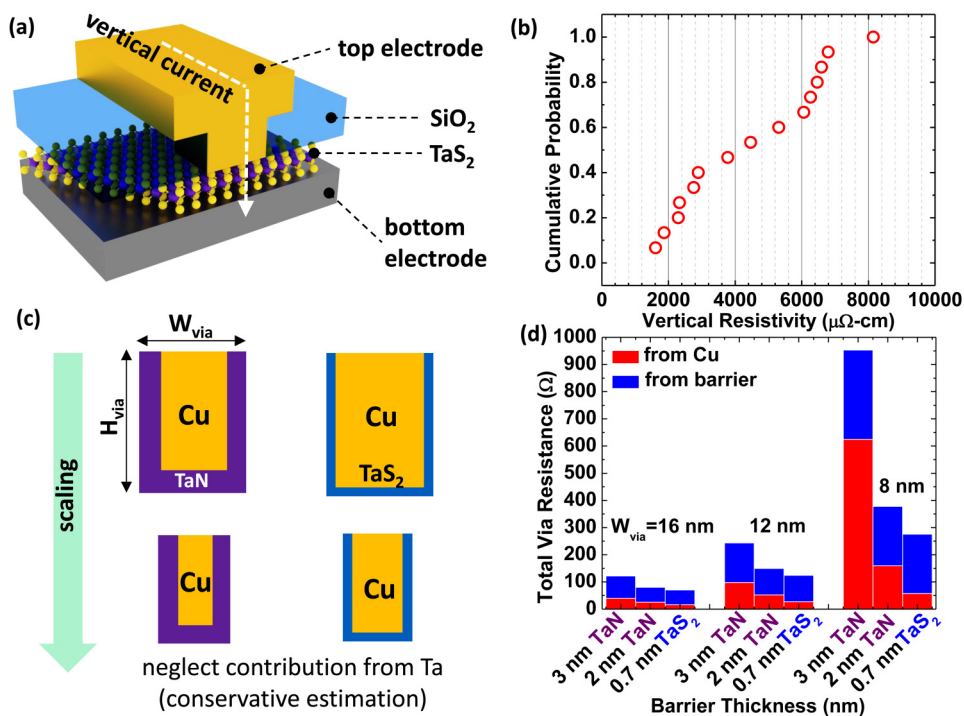 (a)
vertical current
top electrode
SiO₂
TaS₂
bottom
electrode
(b)
Cumulative Probability
1.0
0.8
0.6
0.4
0.2
0.0
0 2000 4000 6000 8000 10000
Vertical Resistivity (μΩ-cm)
(c)
scaling
W_via
H_via
Cu
TaN
Cu
TaS₂
Cu
Cu
neglect contribution from Ta
(conservative estimation)
(d)
Total Via Resistance (Ω)
1000
900
800
700
600
500
400
300
200
100
0
from Cu
from barrier
W_via=16 nm
12 nm
8 nm
3 nm TaN
2 nm TaN
0.7 nm TaS₂
3 nm TaN
2 nm TaN
0.7 nm TaS₂
3 nm TaN
2 nm TaN
0.7 nm TaS₂
Barrier Thickness (nm)